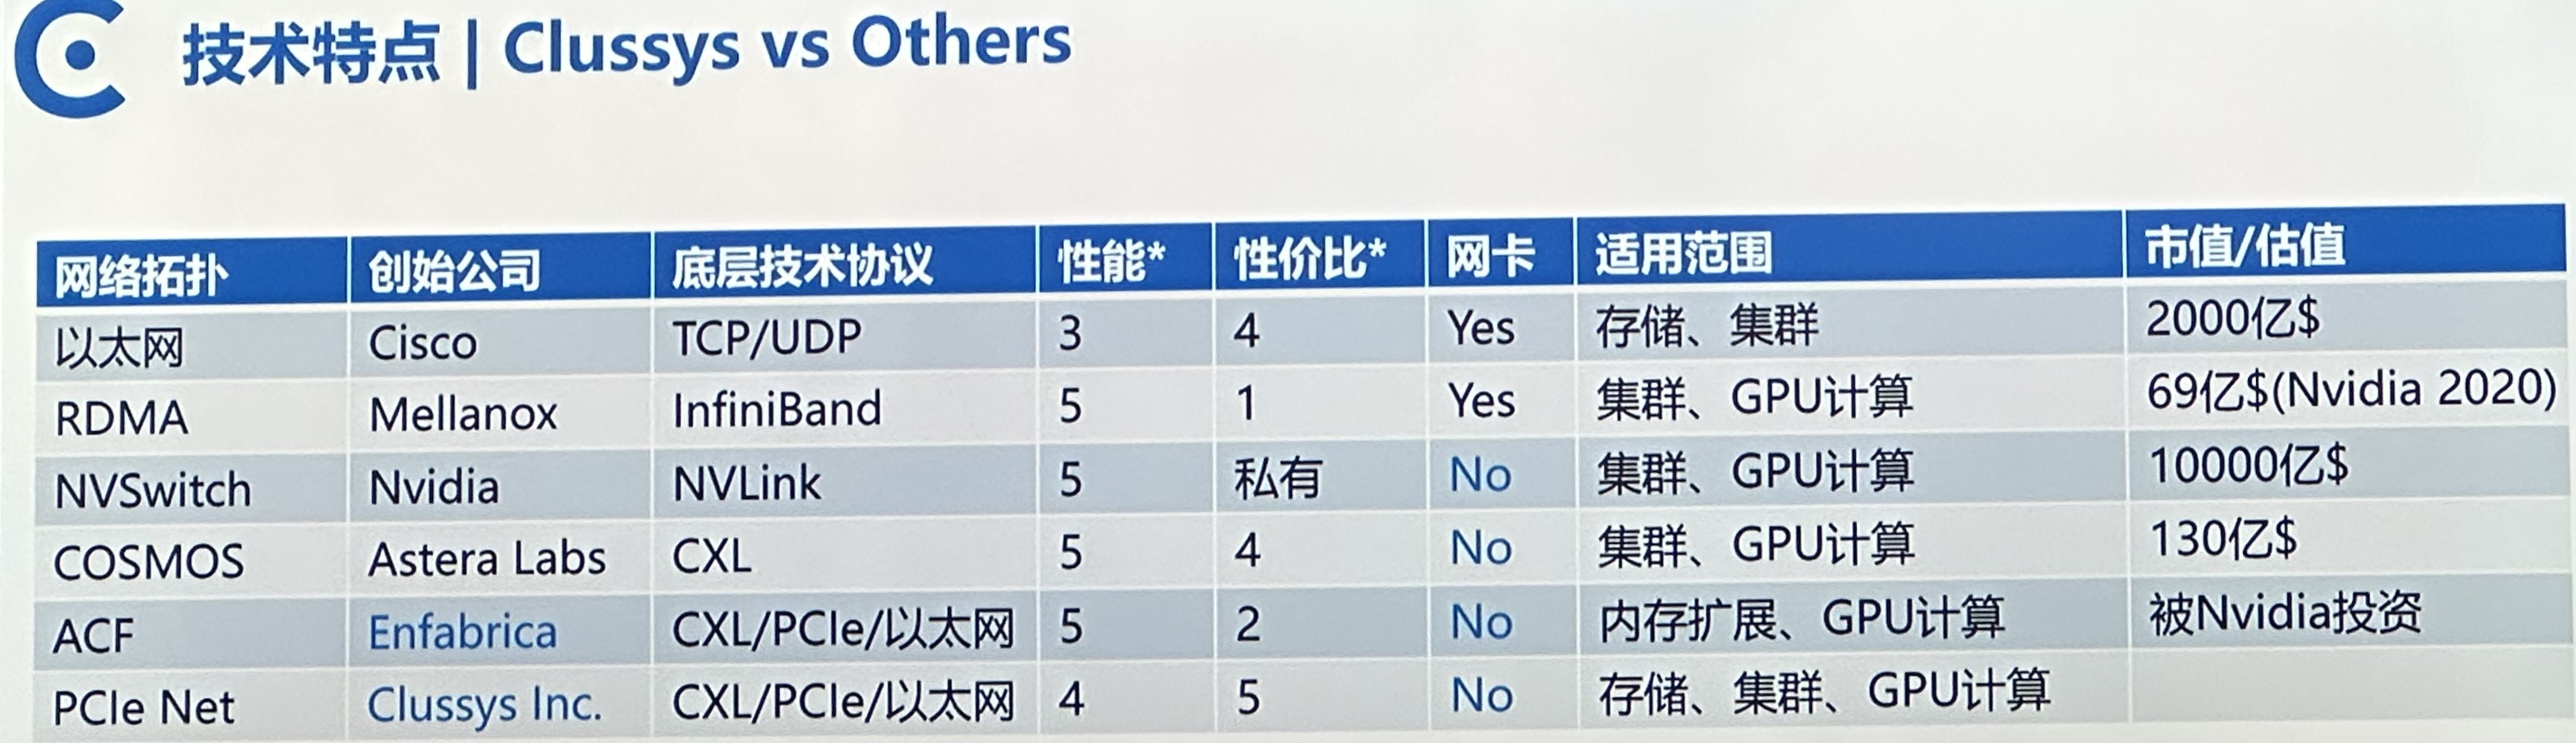 技术特点 | Clussys vs Others
网络拓扑 创始公司 底层技术协议 性能* 性价比* 网卡 适用范围 市值/估值
以太网 Cisco TCP/UDP 3 4 Yes 存储、集群 2000亿$
RDMA Mellanox InfiniBand 5 1 Yes 集群、GPU计算 69亿$(Nvidia 2020)
NVSwitch Nvidia NVLink 5 私有 No 集群、GPU计算 10000亿$
COSMOS Astera Labs CXL 5 4 No 集群、GPU计算 130亿$
ACF Enfabrica CXL/PCIe/以太网 5 2 No 内存扩展、GPU计算 被Nvidia投资
PCIe Net Clussys Inc. CXL/PCIe/以太网 4 5 No 存储、集群、GPU计算